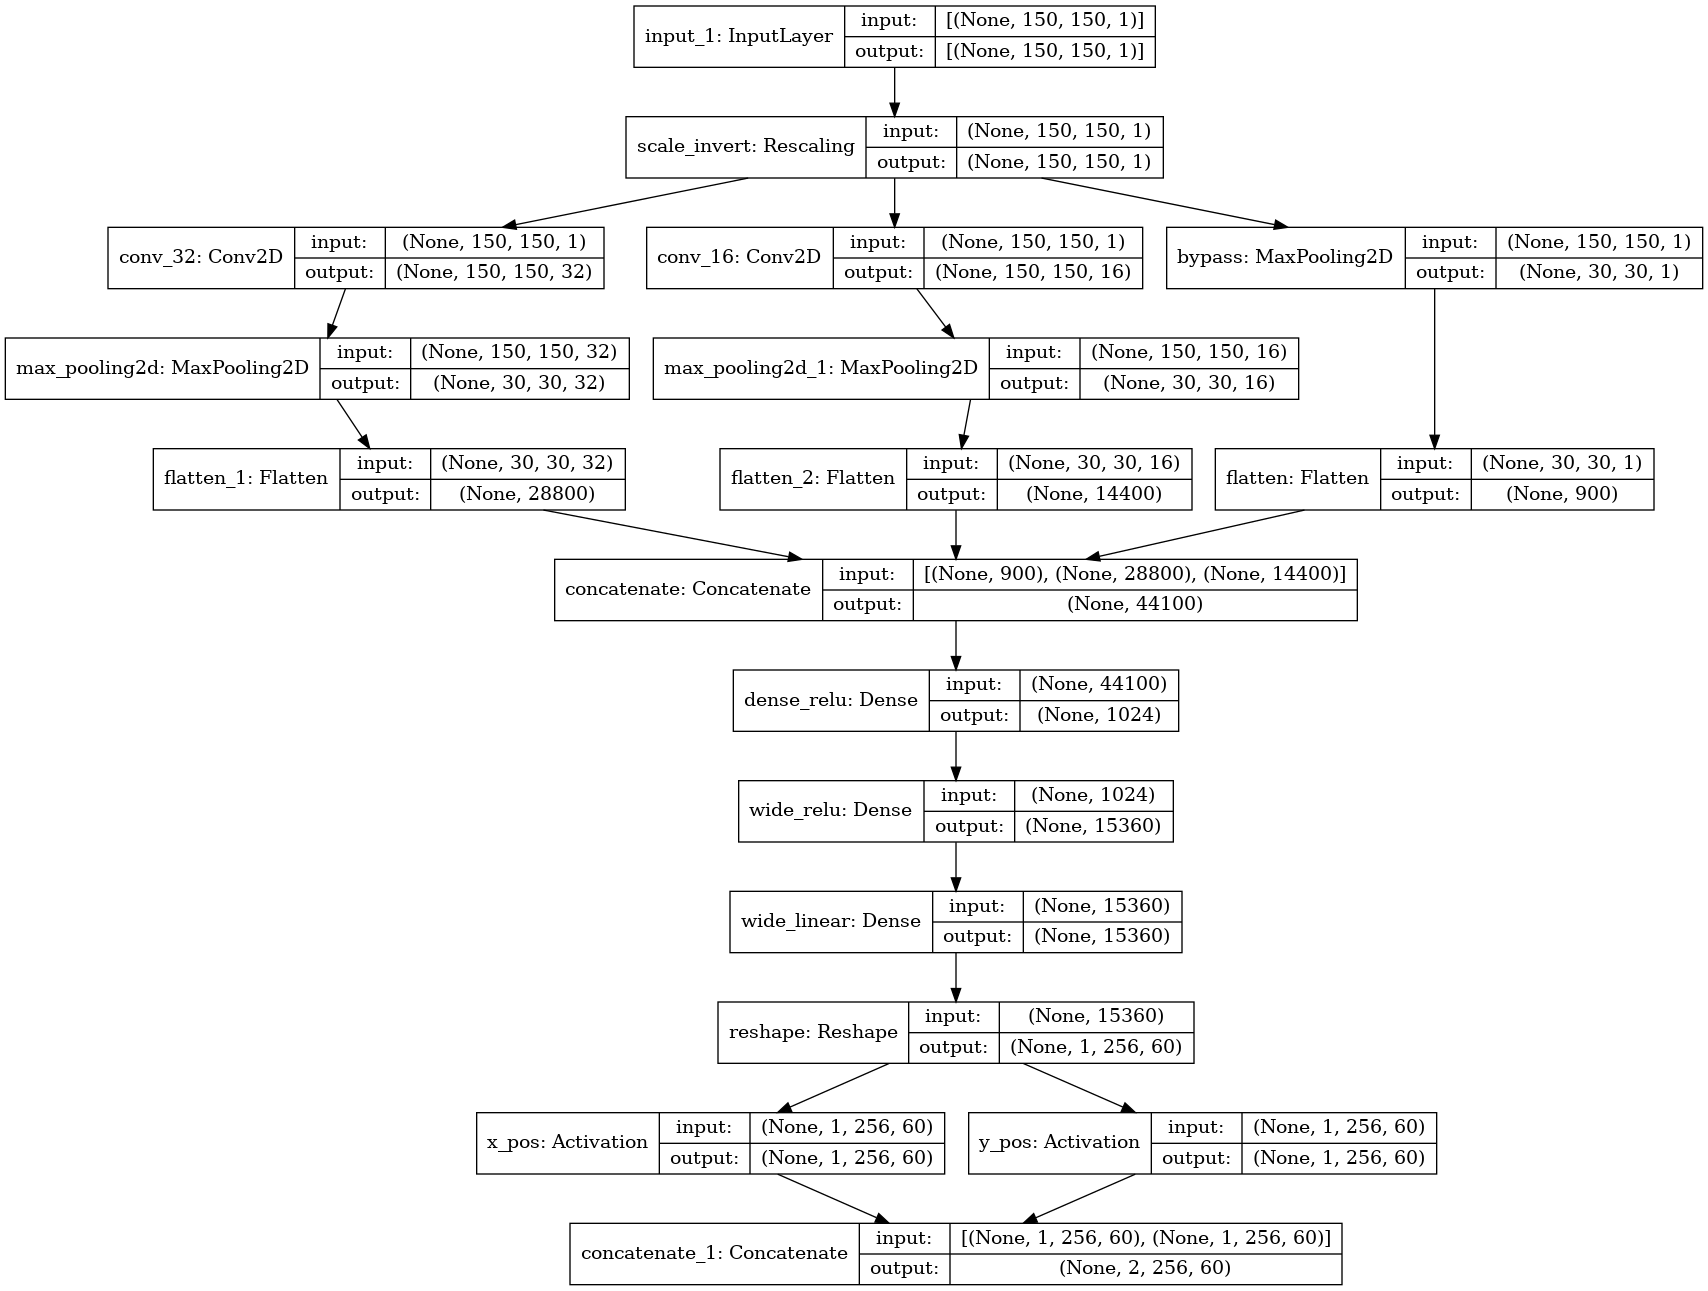 input_1: InputLayer
input:
[(None, 150, 150, 1)]
output:
[(None, 150, 150, 1)]
scale_invert: Rescaling
input:
(None, 150, 150, 1)
output:
(None, 150, 150, 1)
conv_32: Conv2D
input:
(None, 150, 150, 1)
output:
(None, 150, 150, 32)
conv_16: Conv2D
input:
(None, 150, 150, 1)
output:
(None, 150, 150, 16)
bypass: MaxPooling2D
input:
(None, 150, 150, 1)
output:
(None, 30, 30, 1)
max_pooling2d: MaxPooling2D
input:
(None, 150, 150, 32)
output:
(None, 30, 30, 32)
max_pooling2d_1: MaxPooling2D
input:
(None, 150, 150, 16)
output:
(None, 30, 30, 16)
flatten_1: Flatten
input:
(None, 30, 30, 32)
output:
(None, 28800)
flatten_2: Flatten
input:
(None, 30, 30, 16)
output:
(None, 14400)
flatten: Flatten
input:
(None, 30, 30, 1)
output:
(None, 900)
concatenate: Concatenate
input:
[(None, 900), (None, 28800), (None, 14400)]
output:
(None, 44100)
dense_relu: Dense
input:
(None, 44100)
output:
(None, 1024)
wide_relu: Dense
input:
(None, 1024)
output:
(None, 15360)
wide_linear: Dense
input:
(None, 15360)
output:
(None, 15360)
reshape: Reshape
input:
(None, 15360)
output:
(None, 1, 256, 60)
x_pos: Activation
input:
(None, 1, 256, 60)
output:
(None, 1, 256, 60)
y_pos: Activation
input:
(None, 1, 256, 60)
output:
(None, 1, 256, 60)
concatenate_1: Concatenate
input:
[(None, 1, 256, 60), (None, 1, 256, 60)]
output:
(None, 2, 256, 60)